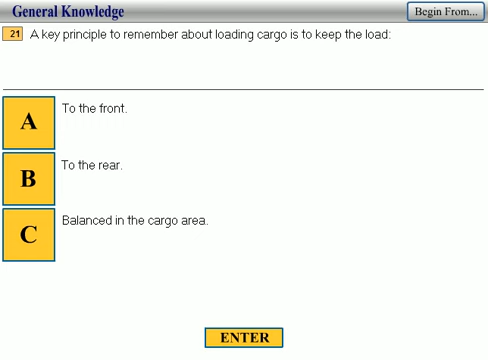 General Knowledge
Begin From...
21 A key principle to remember about loading cargo is to keep the load:
A To the front.
B To the rear.
C Balanced in the cargo area.
ENTER